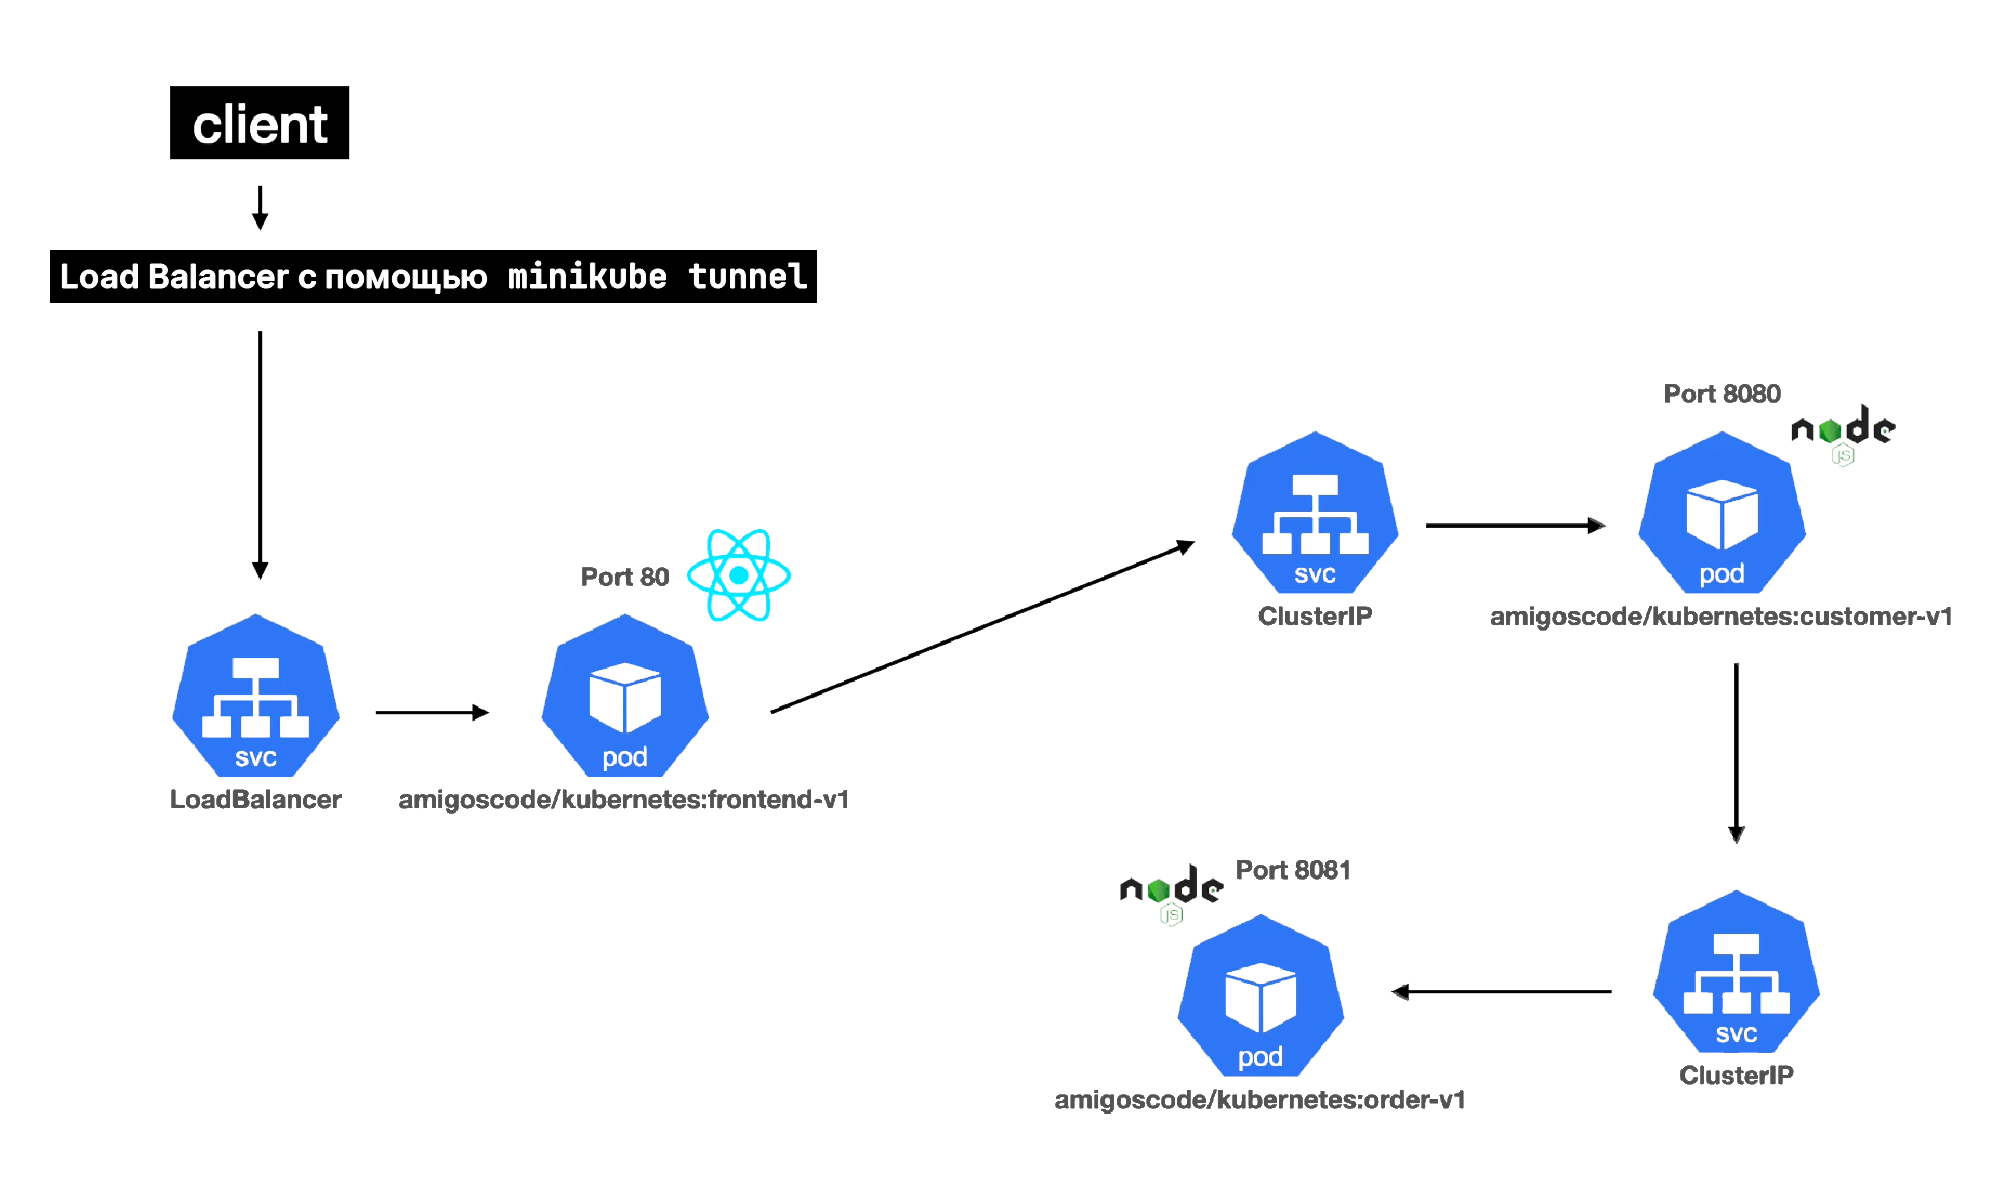 client
Load Balancer с помощью minikube tunnel
Port 8080
node
JS
Port 80
svc
pod
ClusterIP
amigoscode/kubernetes:customer-v1
svc
pod
LoadBalancer
amigoscode/kubernetes:frontend-v1
node
JS
Port 8081
svc
pod
ClusterIP
amigoscode/kubernetes:order-v1